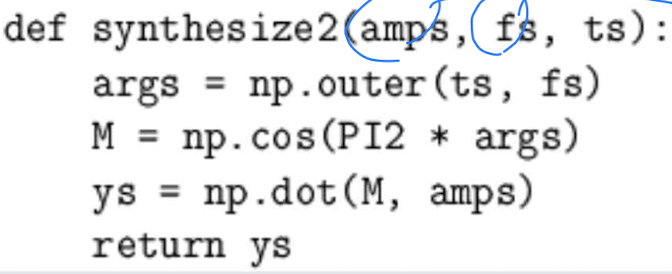 def synthesize2(amps, fs, ts):
    args = np.outer(ts, fs)
    M = np.cos(PI2 * args)
    ys = np.dot(M, amps)
    return ys